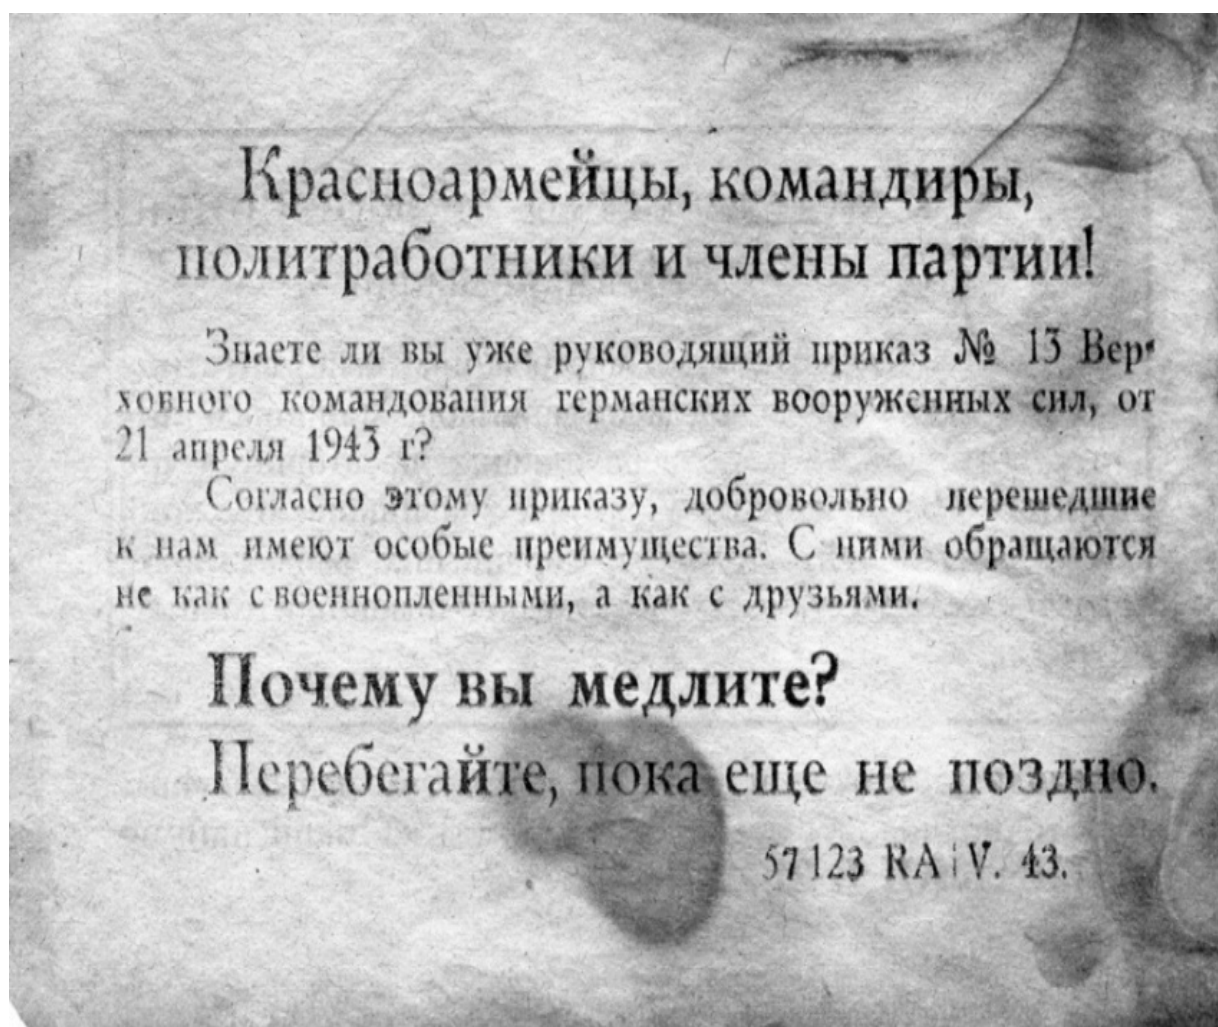 Красноармейцы, командиры,
политработники и члены партии!
Знаете ли вы уже руководящий приказ № 13 Вер-
ховного командования германских вооруженных сил, от
21 апреля 1943 г?
Согласно этому приказу, добровольно перешедшие
к нам имеют особые преимущества. С ними обращаются
не как с военнопленными, а как с друзьями.
Почему вы медлите?
Перебегайте, пока еще не поздно.
57123 RA V. 43.